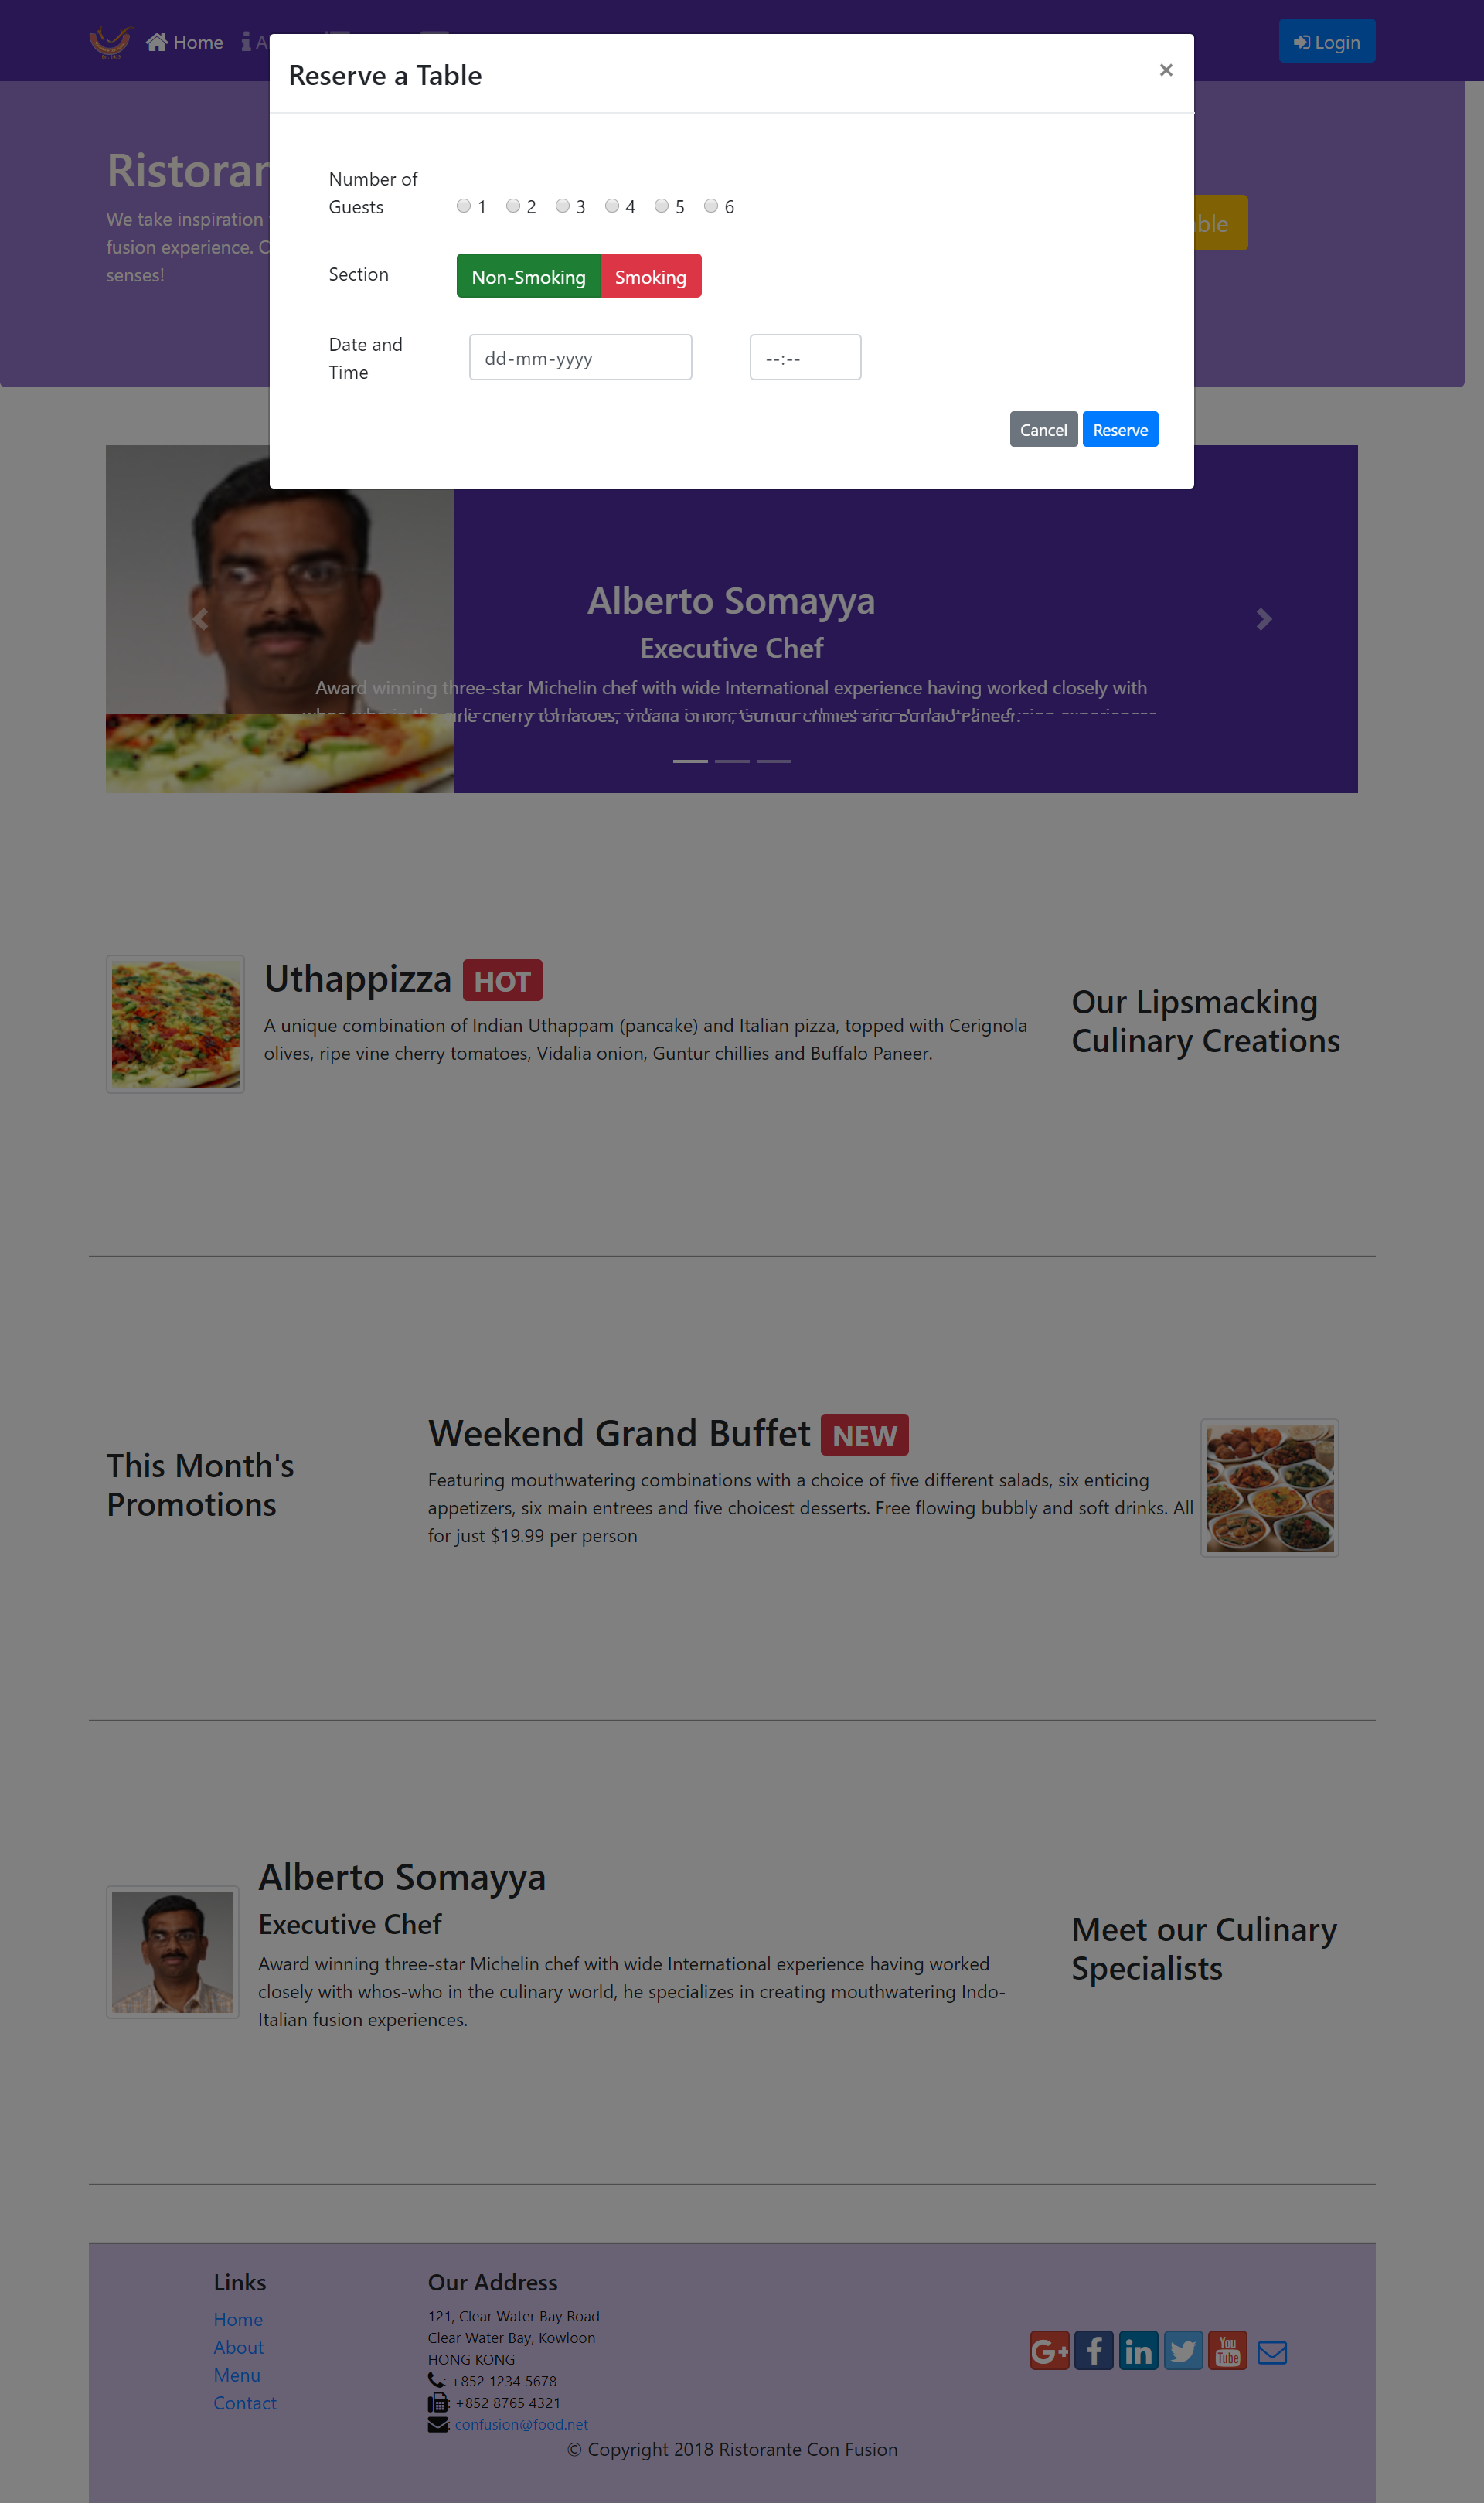 Home
Login
Reserve a Table
×
Number of
Guests
1 2 3 4 5 6
Section
Non-Smoking Smoking
Date and
Time
dd-mm-yyyy
--:--
Cancel Reserve
We take inspiration
fusion experience.
senses!
Alberto Somayya
Executive Chef
Award winning three-star Michelin chef with wide International experience having worked closely with
cherry tomatoes, Vidalia onion, Guntur chillies and Buffalo Paneer.
Uthappizza HOT
A unique combination of Indian Uthappam (pancake) and Italian pizza, topped with Cerignola
olives, ripe vine cherry tomatoes, Vidalia onion, Guntur chillies and Buffalo Paneer.
Our Lipsmacking
Culinary Creations
This Month's
Promotions
Weekend Grand Buffet NEW
Featuring mouthwatering combinations with a choice of five different salads, six enticing
appetizers, six main entrees and five choicest desserts. Free flowing bubbly and soft drinks. All
for just $19.99 per person
Alberto Somayya
Executive Chef
Award winning three-star Michelin chef with wide International experience having worked
closely with whos-who in the culinary world, he specializes in creating mouthwatering Indo-
Italian fusion experiences.
Meet our Culinary
Specialists
Links
Home
About
Menu
Contact
Our Address
121, Clear Water Bay Road
Clear Water Bay, Kowloon
HONG KONG
: +852 1234 5678
: +852 8765 4321
: confusion@food.net
G+ f in You Tube
© Copyright 2018 Ristorante Con Fusion